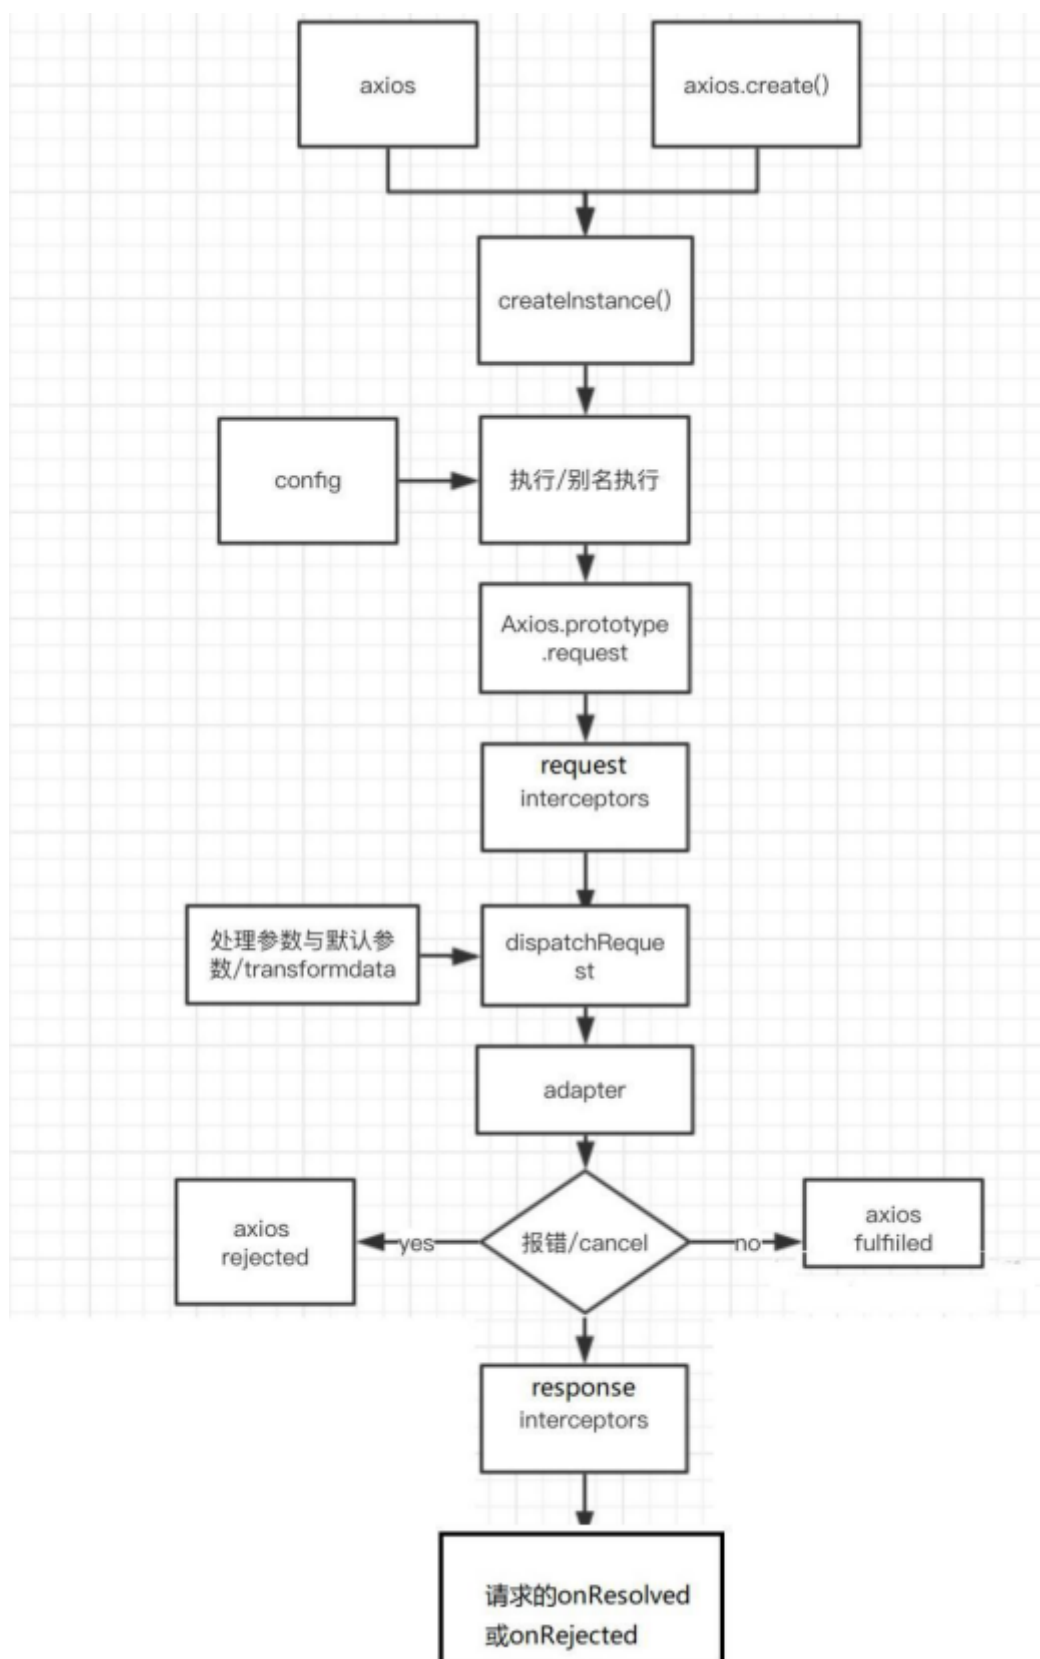 axios
axios.create()
createInstance()
config
执行/别名执行
Axios.prototype
.request
request
interceptors
处理参数与默认参
数/transformdata
dispatchReque
st
adapter
axios
rejected
yes
报错/cancel
no
axios
fulfiiled
response
interceptors
请求的onResolved
或onRejected